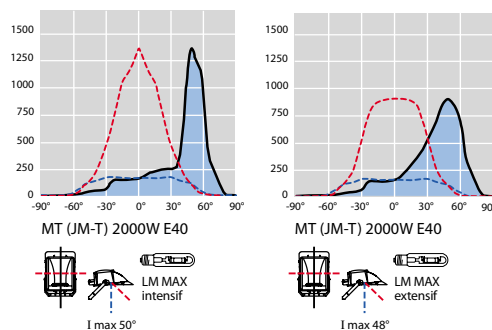 1500
1250
1000
750
500
250
0
-90° -60° -30° 0° 30° 60° 90°
MT (JM-T) 2000W E40
LM MAX
intensif
I max 50°
1500
1250
1000
750
500
250
0
-90° -60° -30° 0° 30° 60° 90°
MT (JM-T) 2000W E40
LM MAX
extensif
I max 48°